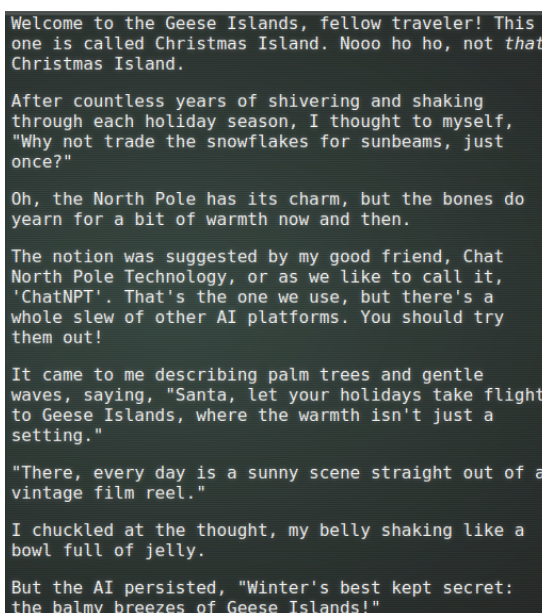 Welcome to the Geese Islands, fellow traveler! This
one is called Christmas Island. Nooo ho ho, not that
Christmas Island.
After countless years of shivering and shaking
through each holiday season, I thought to myself,
"Why not trade the snowflakes for sunbeams, just
once?"
Oh, the North Pole has its charm, but the bones do
yearn for a bit of warmth now and then.
The notion was suggested by my good friend, Chat
North Pole Technology, or as we like to call it,
'ChatNPT'. That's the one we use, but there's a
whole slew of other AI platforms. You should try
them out!
It came to me describing palm trees and gentle
waves, saying, "Santa, let your holidays take flight
to Geese Islands, where the warmth isn't just a
setting."
"There, every day is a sunny scene straight out of a
vintage film reel."
I chuckled at the thought, my belly shaking like a
bowl full of jelly.
But the AI persisted, "Winter's best kept secret:
the balmy breezes of Geese Islands!"